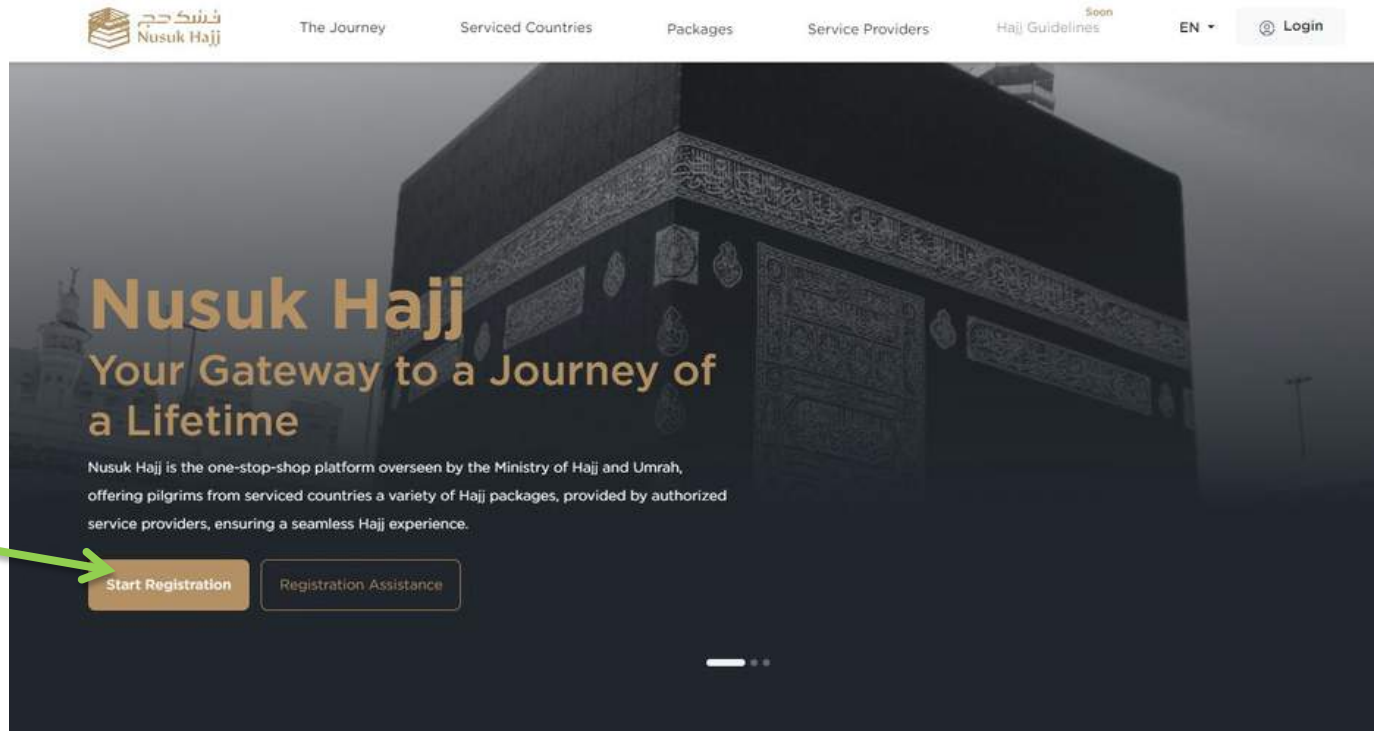 نسك حج
Nusuk Hajj
The Journey
Serviced Countries
Packages
Service Providers
Soon
Hajj Guidelines
EN
Login
Nusuk Hajj
Your Gateway to a Journey of
a Lifetime
Nusuk Hajj is the one-stop-shop platform overseen by the Ministry of Hajj and Umrah,
offering pilgrims from serviced countries a variety of Hajj packages, provided by authorized
service providers, ensuring a seamless Hajj experience.
Start Registration
Registration Assistance